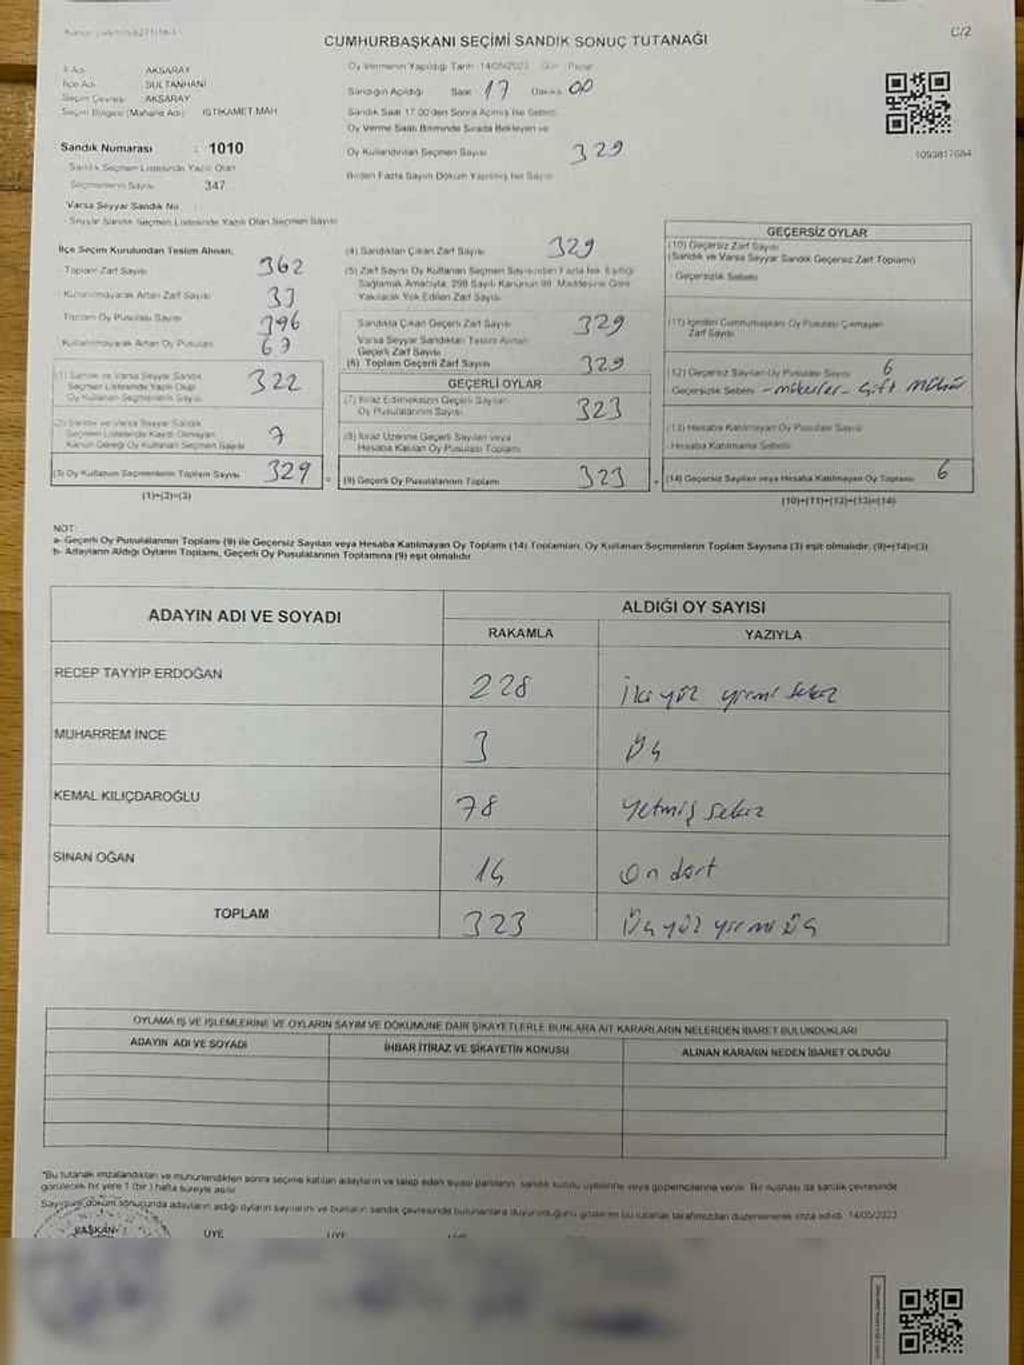 C/2
CUMHURBAŞKANI SEÇİMİ SANDIK SONUÇ TUTANAĞI
İl Adı AKSARAY
İlçe Adı SULTANHANI
Seçim Çevresi AKSARAY
Seçim Bölgesi (Mahalle Adı) İSTİKAMET MAH
Sandık Numarası : 1010
Sandık Seçmen Listesinde Yazılı Olan
Seçmenlerin Sayısı 347
Varsa Seyyar Sandık No
Seyyar Sandık Seçmen Listesinde Yazılı Olan Seçmen Sayısı
Oy Vermenin Yapıldığı Tarih 14/05/2023 Gün Pazar
Sandığın Açıldığı Saat 17 Dakika 00
Sandık Saat 17.00'den Sonra Açılmış İse Sebebi
Oy Verme Saati Bitiminde Sırada Bekleyen ve
Oy Kullandırılan Seçmen Sayısı 329
Birden Fazla Sayım Döküm Yapılmış İse Sayısı
1093817684
İlçe Seçim Kurulundan Teslim Alınan;
Toplam Zarf Sayısı 362
Kullanılmayarak Artan Zarf Sayısı 33
Toplam Oy Pusulası Sayısı 396
Kullanılmayarak Artan Oy Pusulası 67
(1) Sandık ve Varsa Seyyar Sandık
Seçmen Listesinde Yazılı Olup
Oy Kullanan Seçmenlerin Sayısı 322
(2) Sandık ve Varsa Seyyar Sandık
Seçmen Listesinde Kayıtlı Olmayan
Kanun Gereği Oy Kullanan Seçmen Sayısı 7
(3) Oy Kullanan Seçmenlerin Toplam Sayısı 329
(1)+(2)=(3)
(4) Sandıktan Çıkan Zarf Sayısı 329
(5) Zarf Sayısı Oy Kullanan Seçmen Sayısından Fazla İse, Eşitliği
Sağlamak Amacıyla, 298 Sayılı Kanunun 98. Maddesine Göre
Yakılarak Yok Edilen Zarf Sayısı
Sandıkta Çıkan Geçerli Zarf Sayısı 329
Varsa Seyyar Sandıktan Teslim Alınan
Geçerli Zarf Sayısı
(6) Toplam Geçerli Zarf Sayısı 329
GEÇERLİ OYLAR
(7) İtiraz Edilmeksizin Geçerli Sayılan
Oy Pusulalarının Sayısı 323
(8) İtiraz Üzerine Geçerli Sayılan veya
Hesaba Katılan Oy Pusulası Toplamı
(9) Geçerli Oy Pusulalarının Toplamı 323
GEÇERSİZ OYLAR
(10) Geçersiz Zarf Sayısı
(Sandık ve Varsa Seyyar Sandık Geçersiz Zarf Toplamı)
Geçersizlik Sebebi
(11) İçinden Cumhurbaşkanı Oy Pusulası Çıkmayan
Zarf Sayısı
(12) Geçersiz Sayılan Oy Pusulası Sayısı 6
Geçersizlik Sebebi - mükerler - çift mühür
(13) Hesaba Katılmayan Oy Pusulası Sayısı
Hesaba Katılmama Sebebi
(14) Geçersiz Sayılan veya Hesaba Katılmayan Oy Toplamı 6
(10)+(11)+(12)+(13)=(14)
NOT:
a- Geçerli Oy Pusulalarının Toplamı (9) ile Geçersiz Sayılan veya Hesaba Katılmayan Oy Toplamı (14) Toplamları, Oy Kullanan Seçmenlerin Toplam Sayısına (3) eşit olmalıdır, (9)+(14)=(3)
b- Adayların Aldığı Oyların Toplamı, Geçerli Oy Pusulalarının Toplamına (9) eşit olmalıdır
ADAYIN ADI VE SOYADI ALDIĞI OY SAYISI
RAKAMLA YAZIYLA
RECEP TAYYİP ERDOĞAN 228 İki yüz yirmi sekiz
MUHARREM İNCE 3 Üç
KEMAL KILIÇDAROĞLU 78 Yetmiş sekiz
SİNAN OĞAN 14 On dört
TOPLAM 323 Üç yüz yirmi üç
OYLAMA İŞ VE İŞLEMLERİNE VE OYLARIN SAYIM VE DÖKÜMÜNE DAİR ŞİKAYETLERLE BUNLARA AİT KARARLARIN NELERDEN İBARET BULUNDUKLARI
ADAYIN ADI VE SOYADI İHBAR İTİRAZ VE ŞİKAYETİN KONUSU ALINAN KARARIN NEDEN İBARET OLDUĞU
*Bu tutanak imzalandıktan ve mühürlendikten sonra seçime katılan adayların ve talep eden siyasi partilerin, sandık kurulu üyelerine veya gözlemcilerine verilir. Bir nüshası da sandık çevresinde
görülecek bir yere 1 (bir) hafta süreyle asılır.
Sayım ve döküm sonucunda adayların aldığı oyların sayılarını ve bunların sandık çevresinde bulunanlara duyurulduğunu gösteren bu tutanak tarafımızdan düzenlenerek imza edildi. 14/05/2023
BAŞKAN ÜYE ÜYE ÜYE